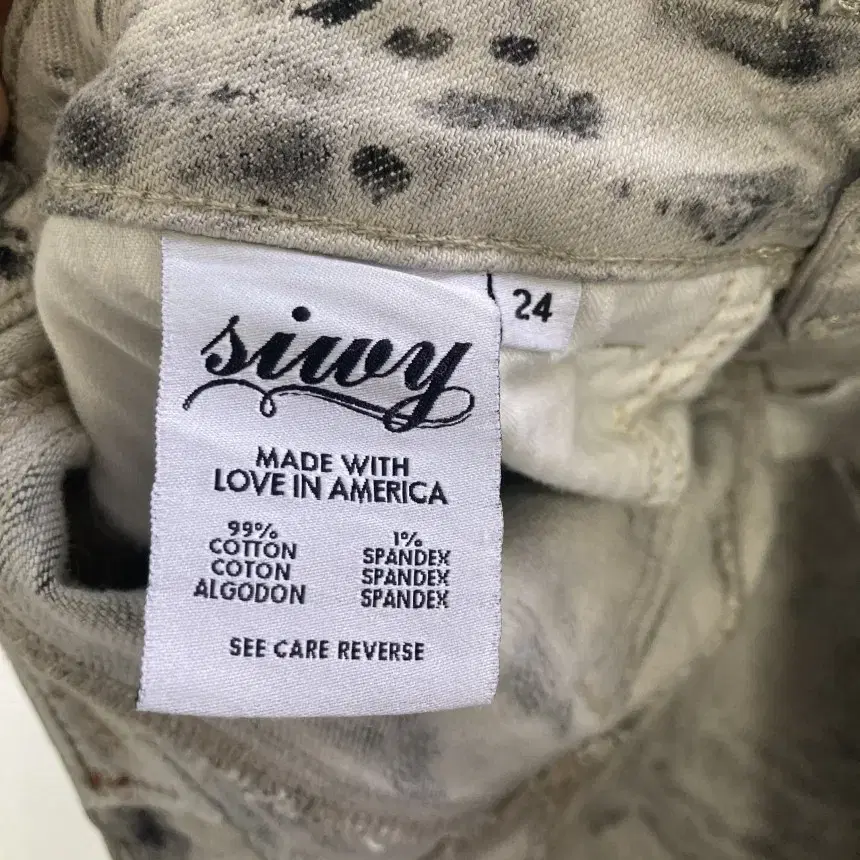 siwy
24
MADE WITH
LOVE IN AMERICA
99%
COTTON
COTON
ALGODON
1%
SPANDEX
SPANDEX
SPANDEX
SEE CARE REVERSE